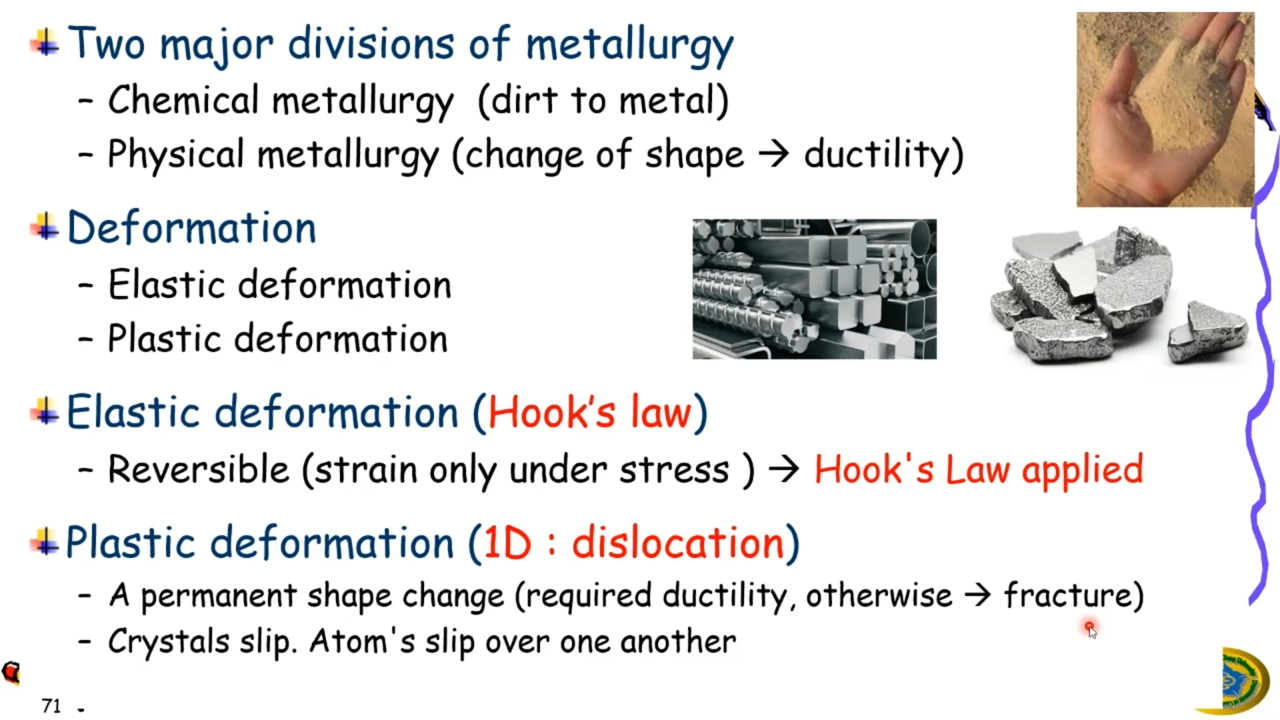 Two major divisions of metallurgy
– Chemical metallurgy (dirt to metal)
– Physical metallurgy (change of shape → ductility)
Deformation
– Elastic deformation
– Plastic deformation
Elastic deformation (Hook’s law)
– Reversible (strain only under stress ) → Hook's Law applied
Plastic deformation (1D : dislocation)
– A permanent shape change (required ductility, otherwise → fracture)
– Crystals slip. Atom's slip over one another
71 -